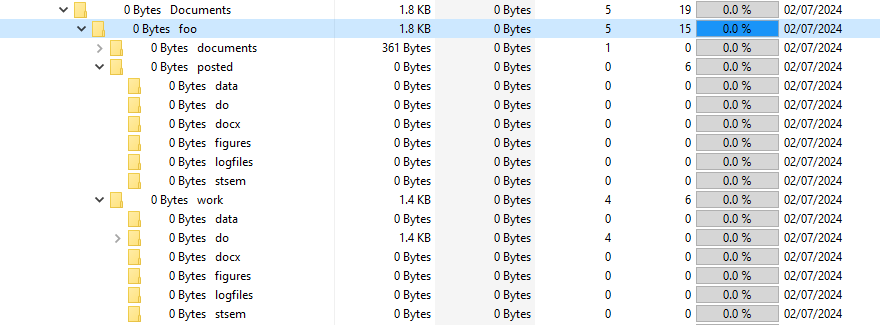 0 Bytes Documents 1.8 KB 0 Bytes 5 19 0.0 % 02/07/2024
0 Bytes foo 1.8 KB 0 Bytes 5 15 0.0 % 02/07/2024
0 Bytes documents 361 Bytes 0 Bytes 1 0 0.0 % 02/07/2024
0 Bytes posted 0 Bytes 0 Bytes 0 6 0.0 % 02/07/2024
0 Bytes data 0 Bytes 0 Bytes 0 0 0.0 % 02/07/2024
0 Bytes do 0 Bytes 0 Bytes 0 0 0.0 % 02/07/2024
0 Bytes docx 0 Bytes 0 Bytes 0 0 0.0 % 02/07/2024
0 Bytes figures 0 Bytes 0 Bytes 0 0 0.0 % 02/07/2024
0 Bytes logfiles 0 Bytes 0 Bytes 0 0 0.0 % 02/07/2024
0 Bytes stsem 0 Bytes 0 Bytes 0 0 0.0 % 02/07/2024
0 Bytes work 1.4 KB 0 Bytes 4 6 0.0 % 02/07/2024
0 Bytes data 0 Bytes 0 Bytes 0 0 0.0 % 02/07/2024
0 Bytes do 1.4 KB 0 Bytes 4 0 0.0 % 02/07/2024
0 Bytes docx 0 Bytes 0 Bytes 0 0 0.0 % 02/07/2024
0 Bytes figures 0 Bytes 0 Bytes 0 0 0.0 % 02/07/2024
0 Bytes logfiles 0 Bytes 0 Bytes 0 0 0.0 % 02/07/2024
0 Bytes stsem 0 Bytes 0 Bytes 0 0 0.0 % 02/07/2024